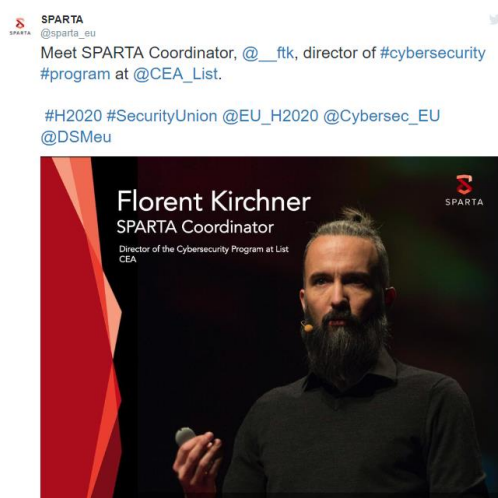 SPARTA
@sparta_eu
Meet SPARTA Coordinator, @__ftk, director of #cybersecurity
#program at @CEA_List.
#H2020 #SecurityUnion @EU_H2020 @Cybersec_EU
@DSMeu
Florent Kirchner
SPARTA Coordinator
Director of the Cybersecurity Program at List
CEA
SPARTA
SPARTA